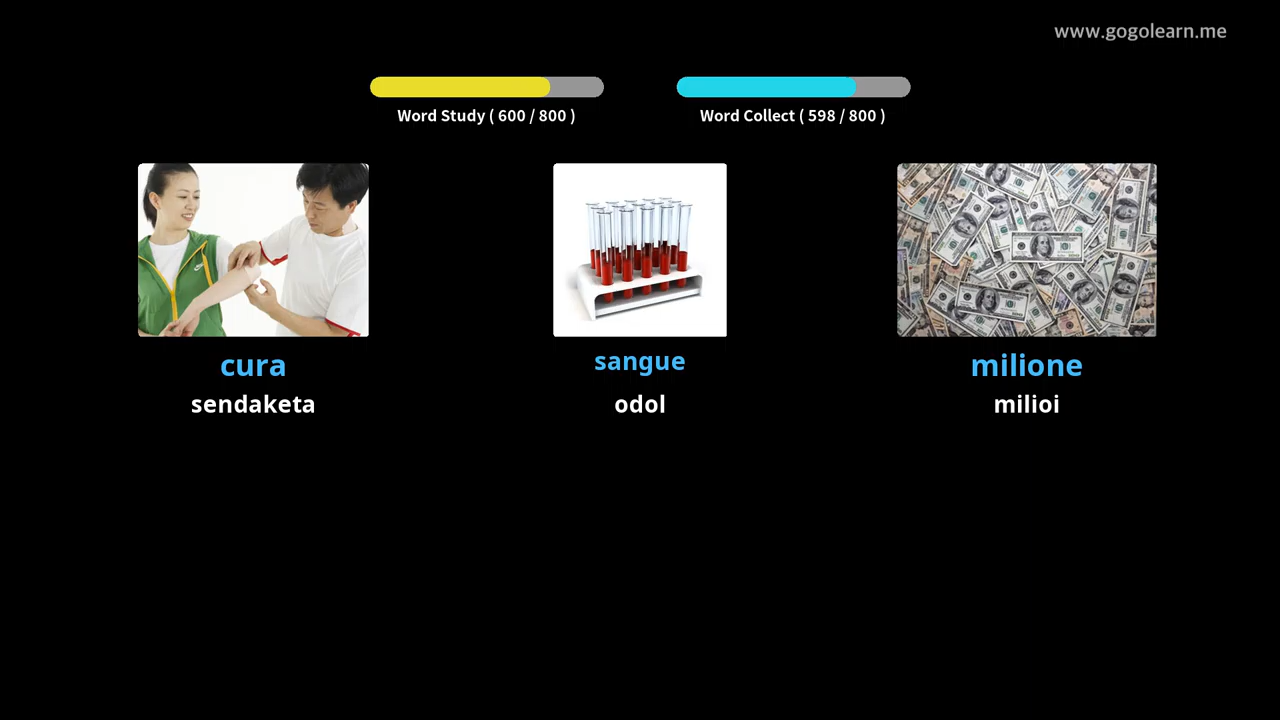 www.gogolearn.me
Word Study ( 600 / 800 )
Word Collect ( 598 / 800 )
cura
sendaketa
sangue
odol
milione
milioi